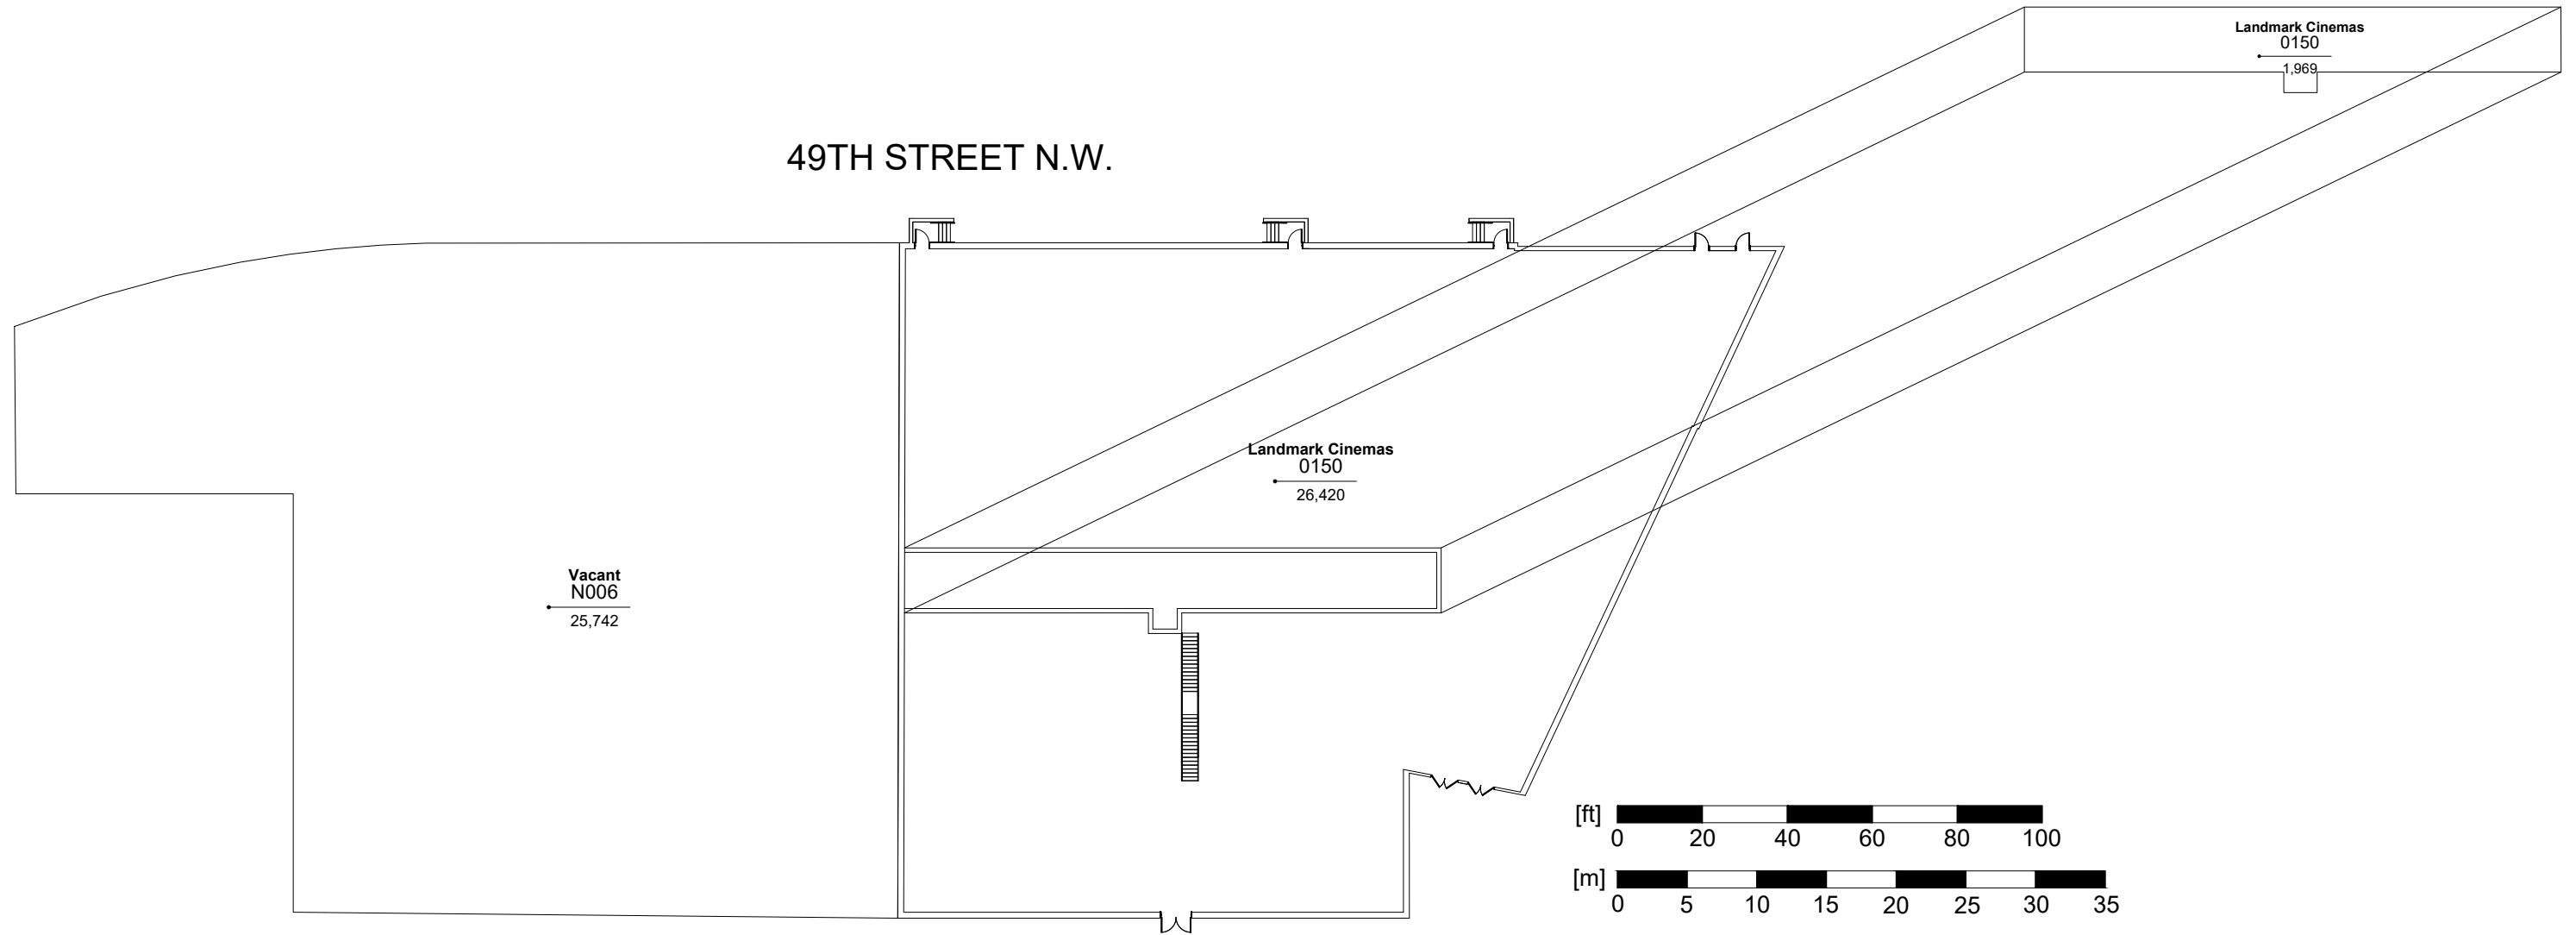 Landmark Cinemas
0150
1,969
49TH STREET N.W.
Landmark Cinemas
0150
26,420
Vacant
N006
25,742
[ft]
0 20 40 60 80 100
[m]
0 5 10 15 20 25 30 35